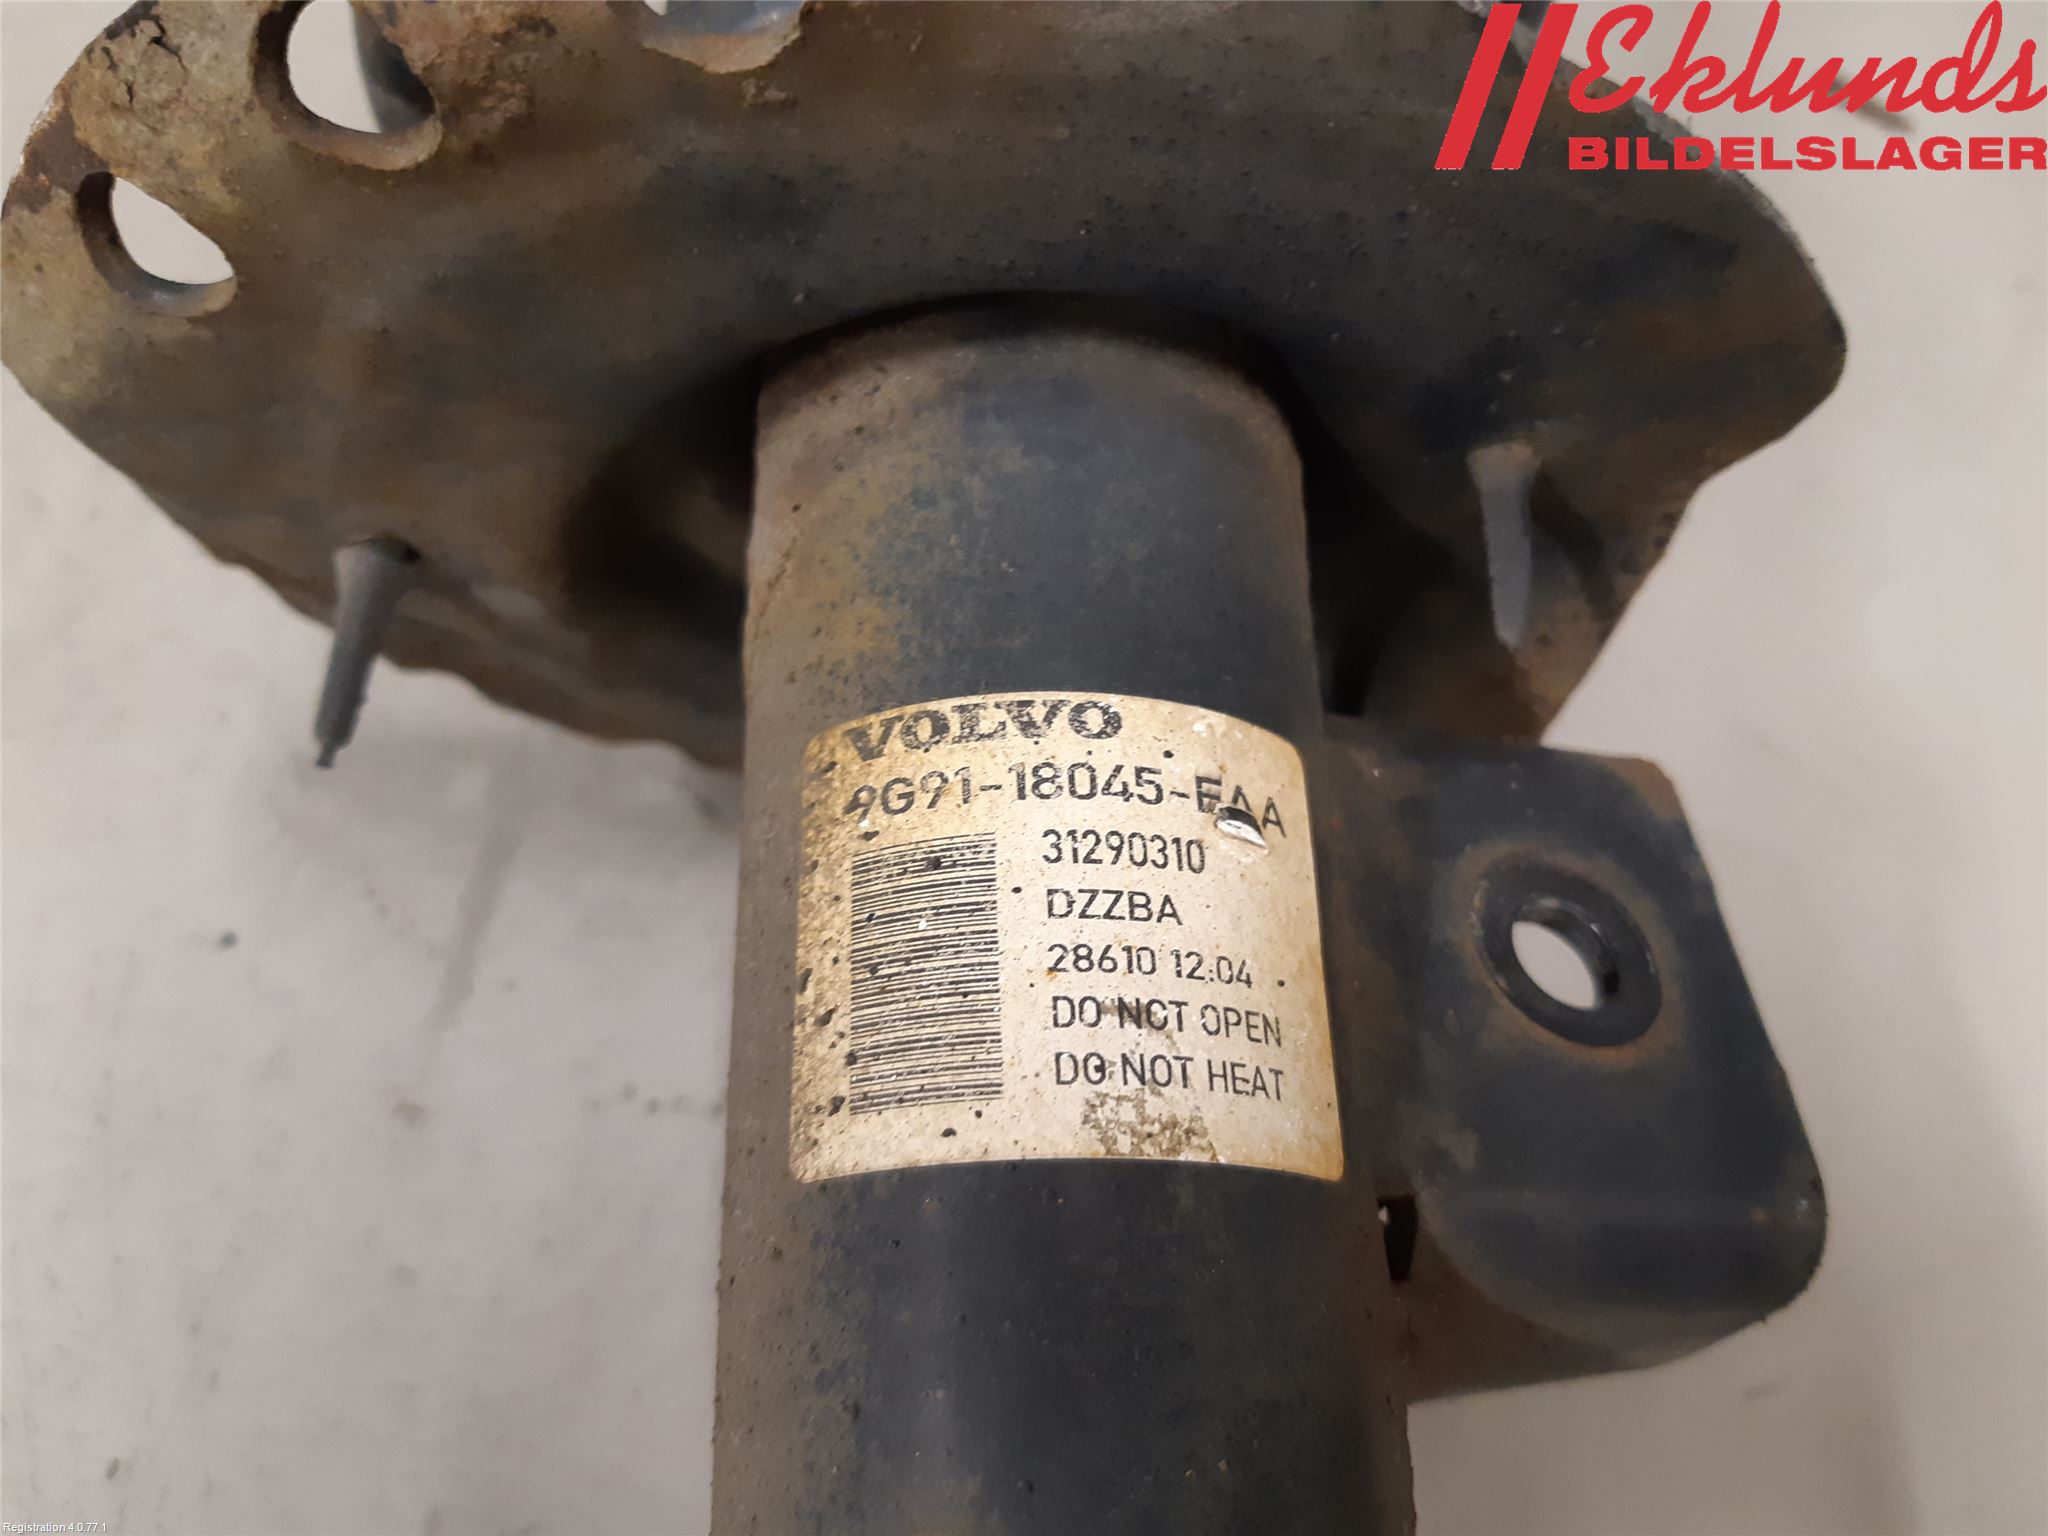 Eklunds
BILDELSLAGER
VOLVO
9G91-18045-EAA
31290310
DZZBA
28610 12:04
DO NOT OPEN
DO NOT HEAT
Registration 4.0.77.1